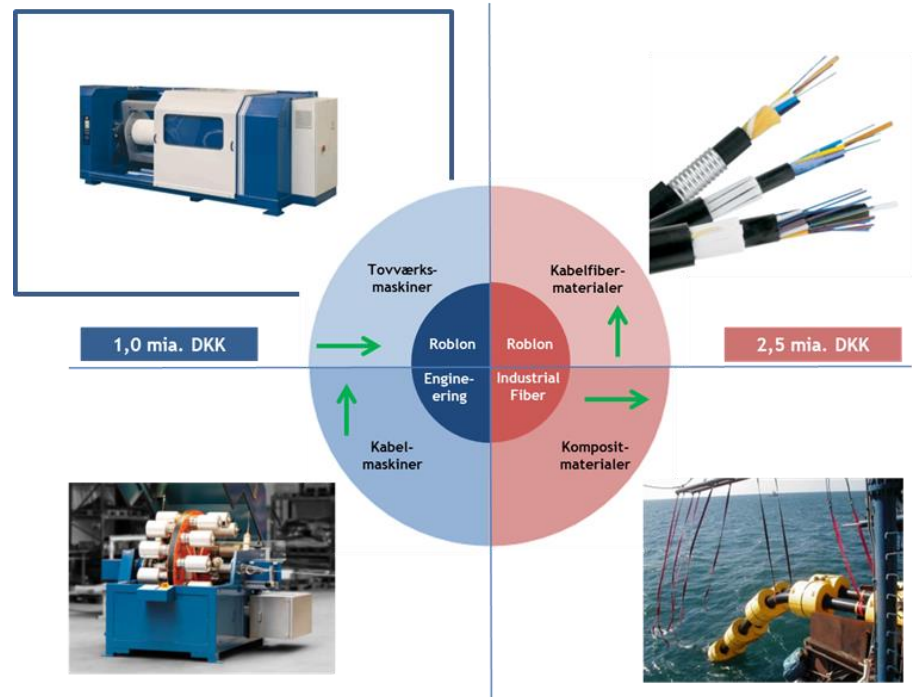 Tovværks-
maskiner
Kabelfiber-
materialer
1,0 mia. DKK
Roblon
Roblon
2,5 mia. DKK
Engine-
ering
Industrial
Fiber
Kabel-
maskiner
Komposit-
materialer